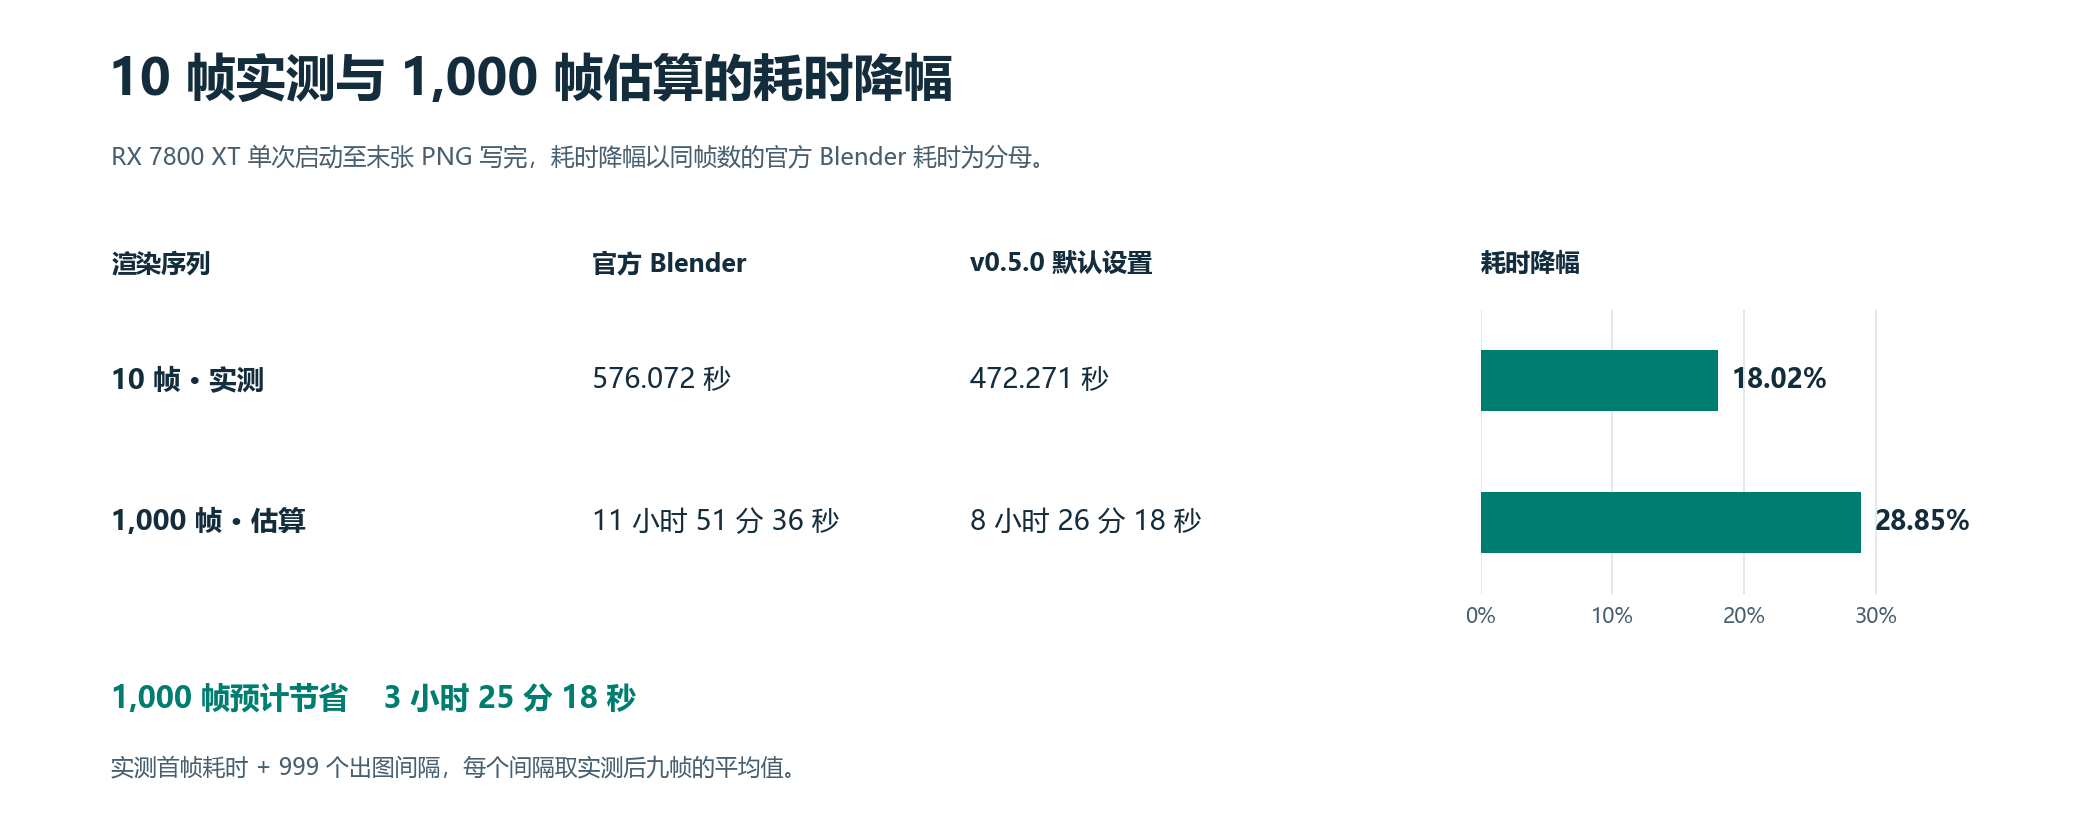 10 帧实测与 1,000 帧估算的耗时降幅
RX 7800 XT 单次启动至末张 PNG 写完，耗时降幅以同帧数的官方 Blender 耗时为分母。
渲染序列 官方 Blender v0.5.0 默认设置 耗时降幅
10 帧 • 实测 576.072 秒 472.271 秒 18.02%
1,000 帧 • 估算 11 小时 51 分 36 秒 8 小时 26 分 18 秒 28.85%
0% 10% 20% 30%
1,000 帧预计节省 3 小时 25 分 18 秒
实测首帧耗时 + 999 个出图间隔，每个间隔取实测后九帧的平均值。